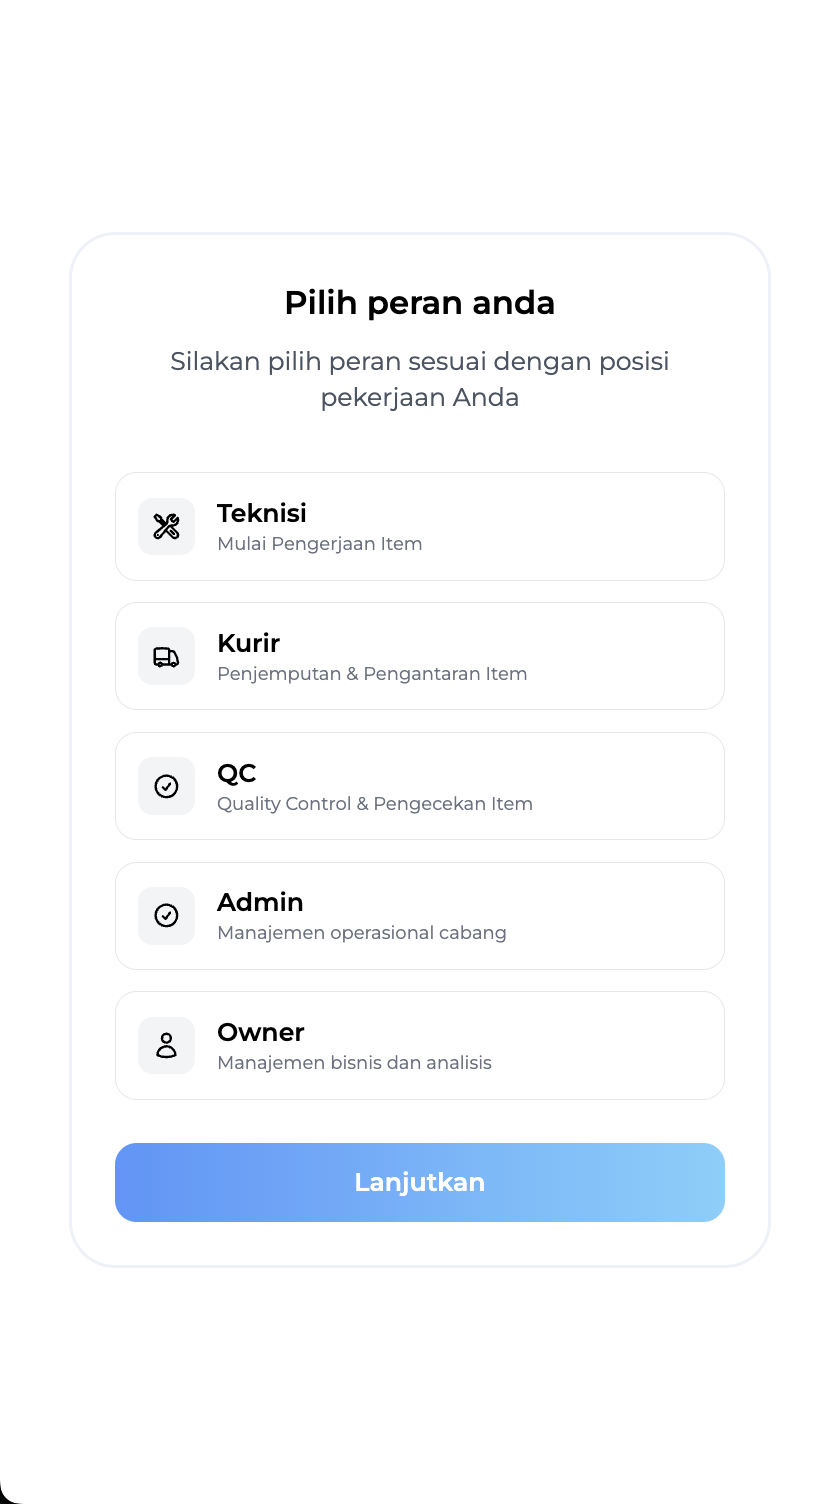 Pilih peran anda
Silakan pilih peran sesuai dengan posisi
pekerjaan Anda
Teknisi
Mulai Pengerjaan Item
Kurir
Penjemputan & Pengantaran Item
QC
Quality Control & Pengecekan Item
Admin
Manajemen operasional cabang
Owner
Manajemen bisnis dan analisis
Lanjutkan